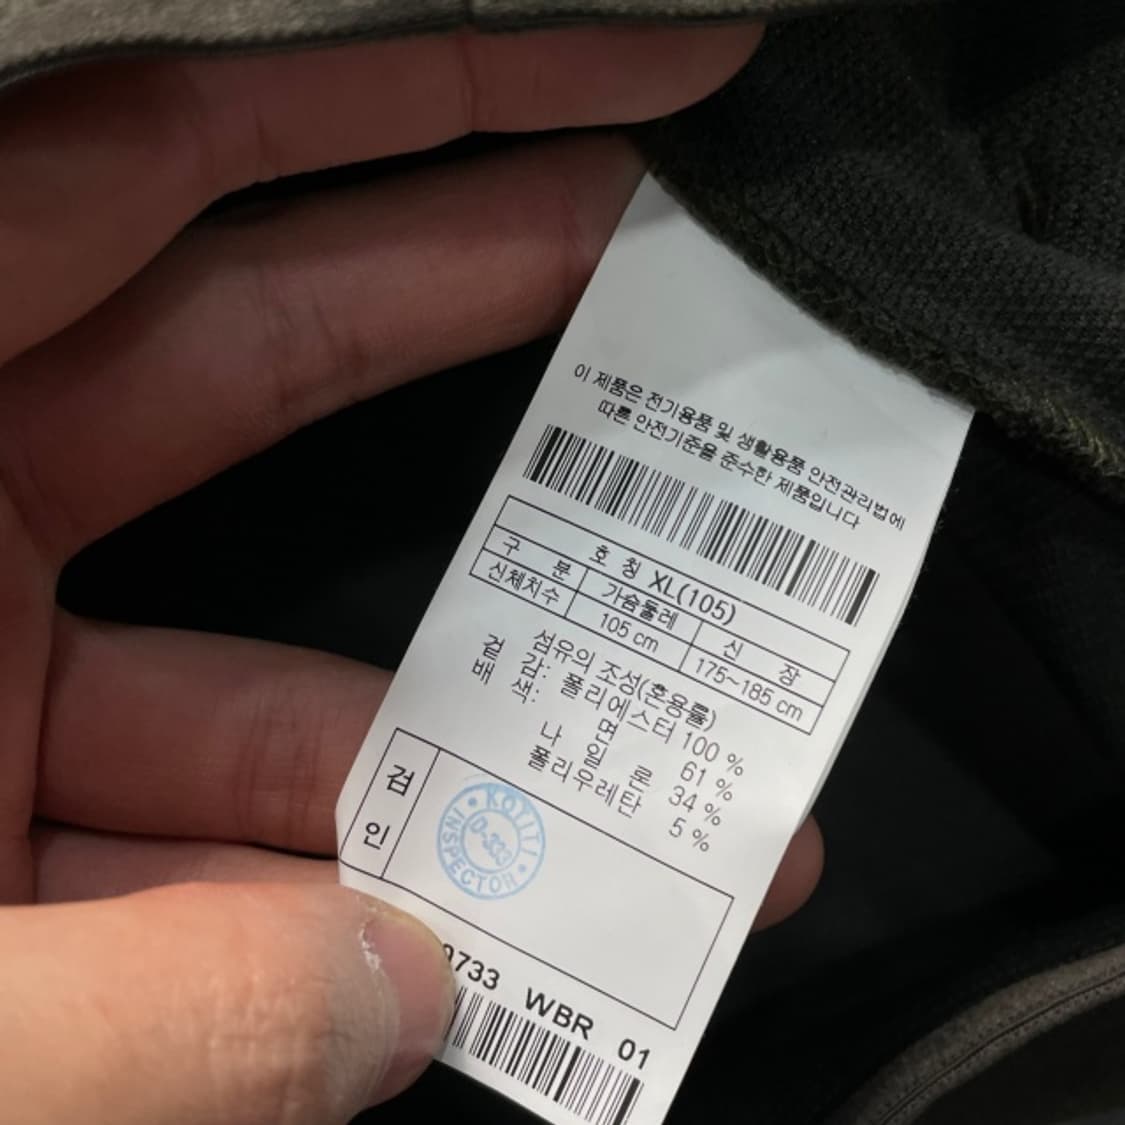 이 제품은 전기용품 및 생활용품 안전관리법에
따른 안전기준을 준수한 제품입니다
호 칭 XL(105)
구 분 가슴둘레 신 장
신체치수 105 cm 175~185 cm
섬유의 조성(혼용률)
겉 감: 폴리에스터 100 %
배 색: 면 61 %
나 일 론 34 %
폴리우레탄 5 %
검 인
KOTITI
D-333
INSPECTOR
0733 WBR 01